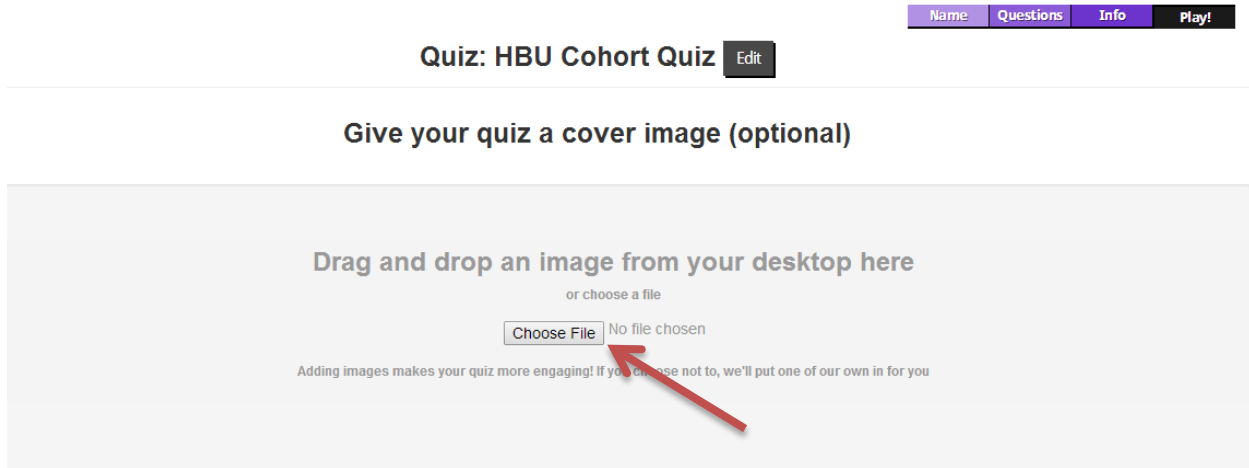 Name Questions Info Play!
Quiz: HBU Cohort Quiz Edit
Give your quiz a cover image (optional)
Drag and drop an image from your desktop here
or choose a file
Choose File No file chosen
Adding images makes your quiz more engaging! If you choose not to, we'll put one of our own in for you